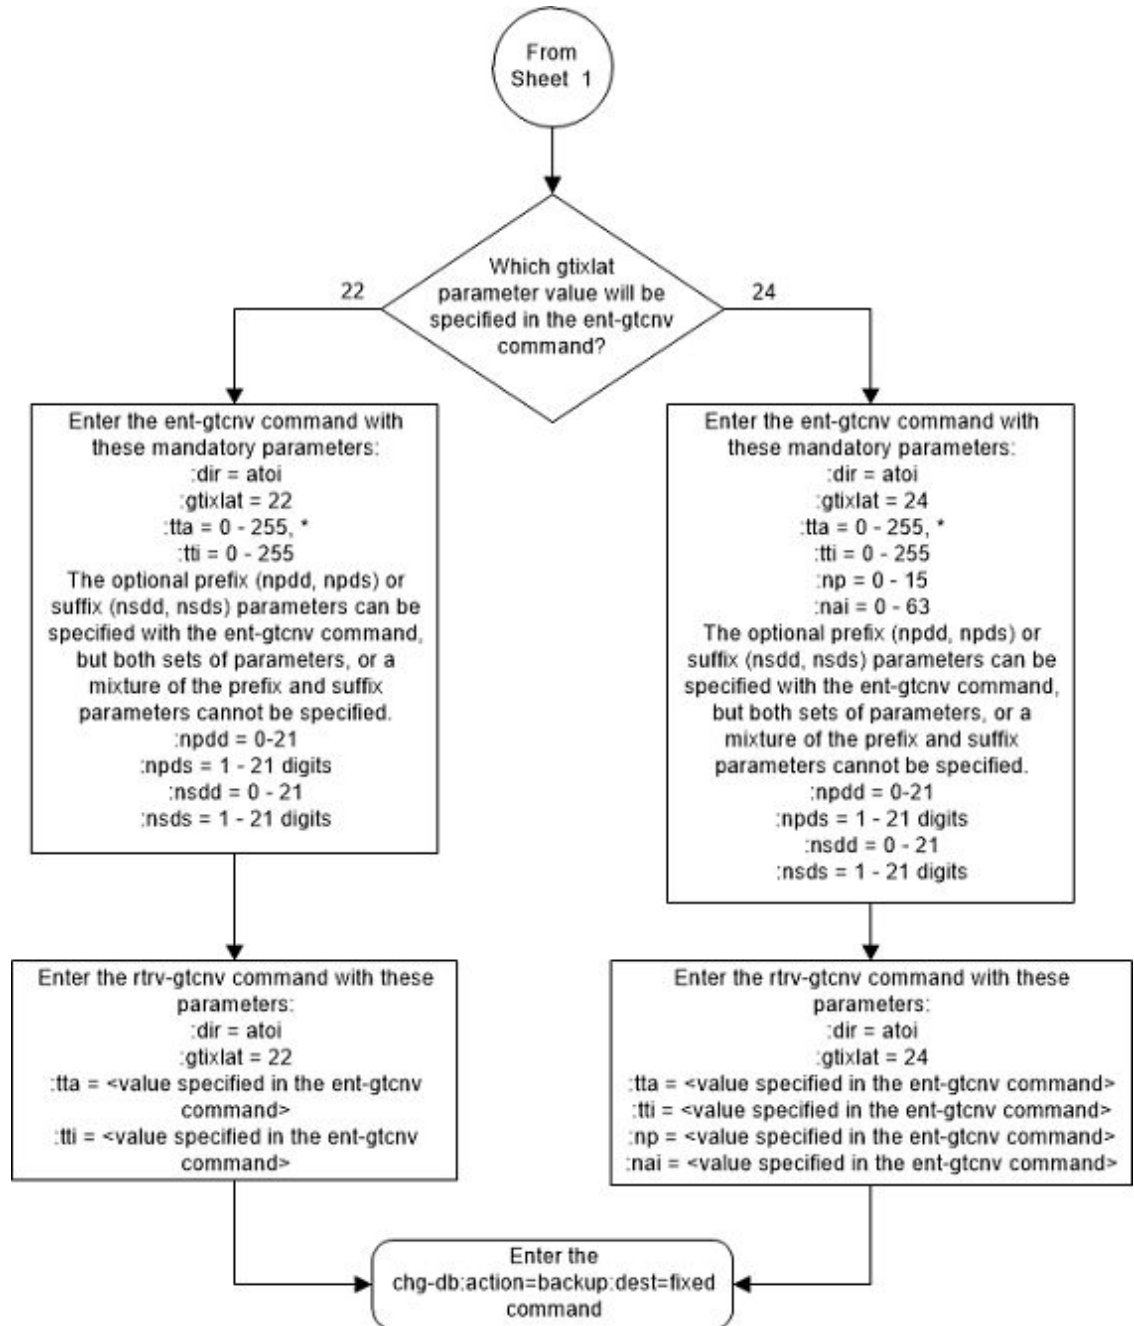 From
Sheet 1
Which gtixlat
parameter value will be
specified in the ent-gtcnv
command?
22
24
Enter the ent-gtcnv command with
these mandatory parameters:
:dir = atoi
:gtixlat = 22
:tta = 0 - 255, *
:tti = 0 - 255
The optional prefix (npdd, npds) or
suffix (nsdd, nsds) parameters can be
specified with the ent-gtcnv command,
but both sets of parameters, or a
mixture of the prefix and suffix
parameters cannot be specified.
:npdd = 0-21
:npds = 1 - 21 digits
:nsdd = 0 - 21
:nsds = 1 - 21 digits
Enter the ent-gtcnv command with
these mandatory parameters:
:dir = atoi
:gtixlat = 24
:tta = 0 - 255, *
:tti = 0 - 255
:np = 0 - 15
:nai = 0 - 63
The optional prefix (npdd, npds) or
suffix (nsdd, nsds) parameters can be
specified with the ent-gtcnv command,
but both sets of parameters, or a
mixture of the prefix and suffix
parameters cannot be specified.
:npdd = 0-21
:npds = 1 - 21 digits
:nsdd = 0 - 21
:nsds = 1 - 21 digits
Enter the rtrv-gtcnv command with these
parameters:
:dir = atoi
:gtixlat = 22
:tta = <value specified in the ent-gtcnv
command>
:tti = <value specified in the ent-gtcnv
command>
Enter the rtrv-gtcnv command with these
parameters:
:dir = atoi
:gtixlat = 24
:tta = <value specified in the ent-gtcnv command>
:tti = <value specified in the ent-gtcnv command>
:np = <value specified in the ent-gtcnv command>
:nai = <value specified in the ent-gtcnv command>
Enter the
chg-db:action=backup:dest=fixed
command